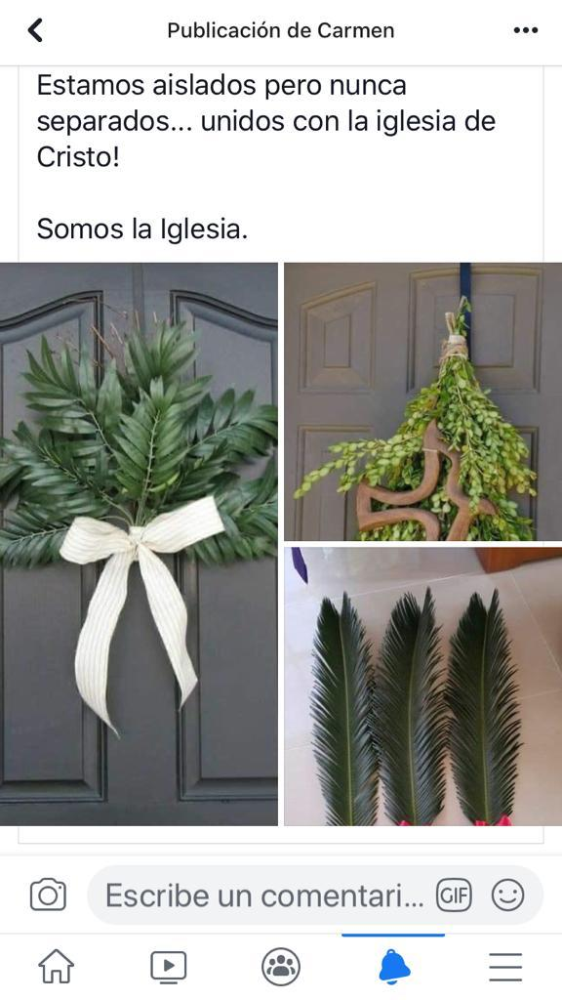 Publicación de Carmen
Estamos aislados pero nunca
separados... unidos con la iglesia de
Cristo!
Somos la Iglesia.
Escribe un comentari...
GIF